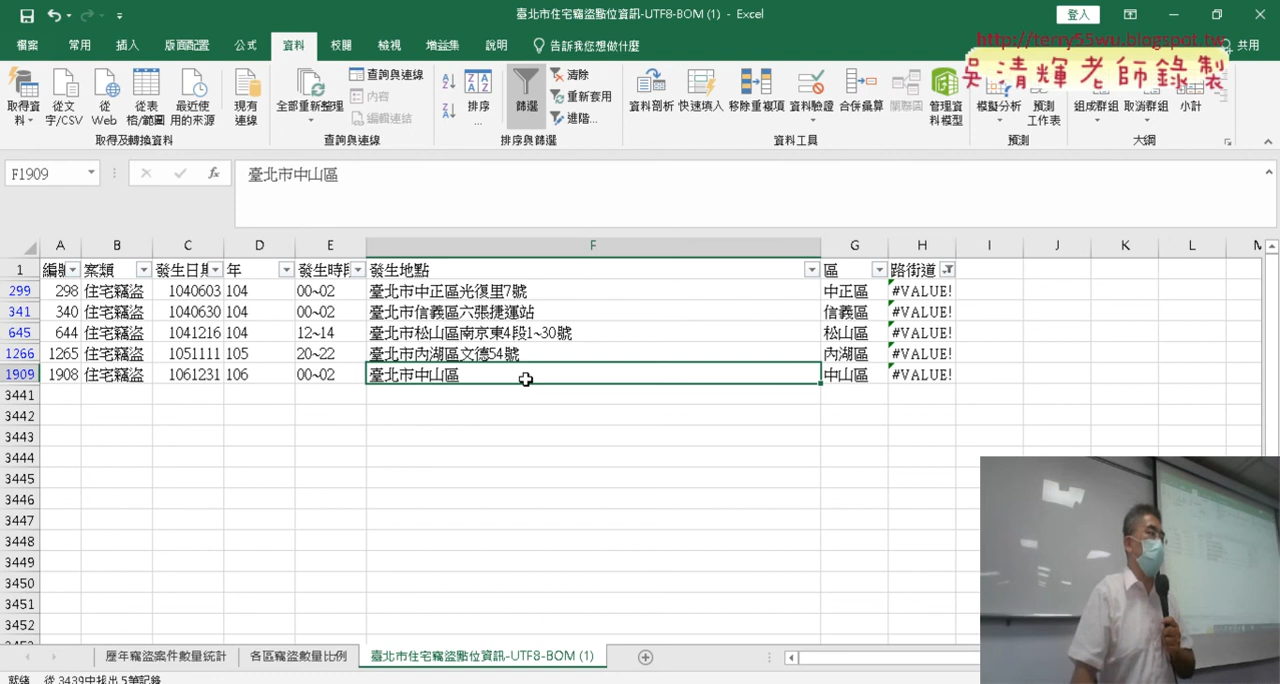 臺北市住宅竊盜點位資訊-UTF8-BOM (1) - Excel
登入
檔案 常用 插入 版面配置 公式 資料 校閱 檢視 增益集 說明 告訴我您想做什麼 共用
http://terry55wu.blogspot.tw
吳清輝老師錄製
取得資料 從文字/CSV 從 Web 從表格/範圍 最近使用的來源 現有連線
取得及轉換資料
全部重新整理 查詢與連線 內容 編輯連結
查詢與連線
排序 篩選 清除 重新套用 進階...
排序與篩選
資料剖析 快速填入 移除重複項 資料驗證 合併彙算 關聯圖 管理資料模型
資料工具
模擬分析 預測工作表
預測
組成群組 取消群組 小計
大綱
F1909
fx
臺北市中山區
A B C D E F G H I J K L M
1 編號 案類 發生日期 年 發生時段 發生地點 區 路街道
299 298 住宅竊盜 1040603 104 00~02 臺北市中正區光復里7號 中正區 #VALUE!
341 340 住宅竊盜 1040630 104 00~02 臺北市信義區六張捷運站 信義區 #VALUE!
645 644 住宅竊盜 1041216 104 12~14 臺北市松山區南京東4段1~30號 松山區 #VALUE!
1266 1265 住宅竊盜 1051111 105 20~22 臺北市內湖區文德54號 內湖區 #VALUE!
1909 1908 住宅竊盜 1061231 106 00~02 臺北市中山區 中山區 #VALUE!
3441
3442
3443
3444
3445
3446
3447
3448
3449
3450
3451
3452
歷年竊盜案件數量統計 各區竊盜數量比例 臺北市住宅竊盜點位資訊-UTF8-BOM (1)
就緒 從 3439中找出 5筆記錄